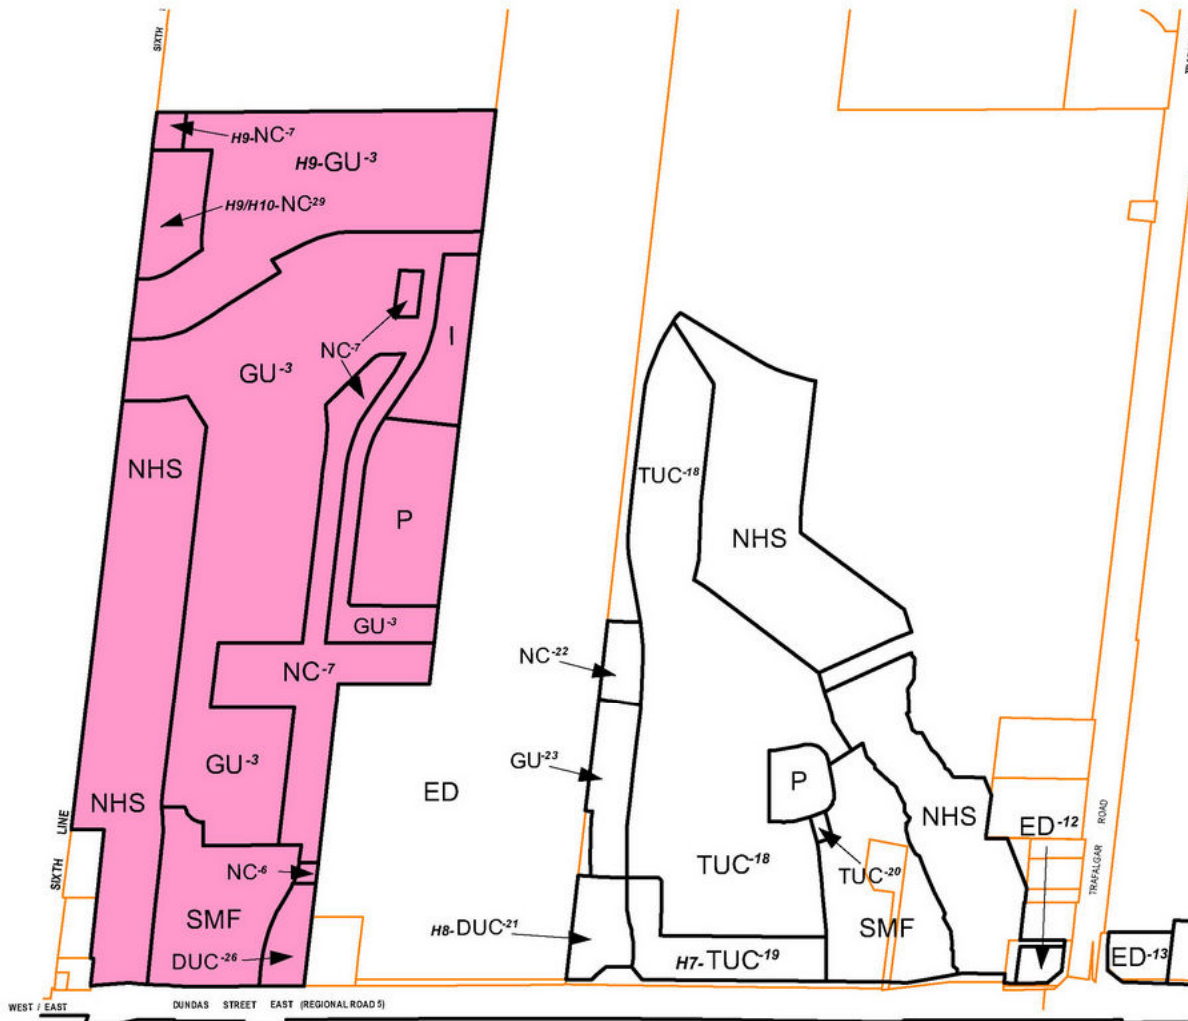 SIXTH
H9-NC-7
H9-GU-3
H9/H10-NC-29
NC-7
I
GU-3
NHS
TUC-18
P
NHS
GU-3
NC-22
NC-7
GU-23
GU-3
ED
P
NHS
NHS
ED-12
SIXTH LINE
TRAFALGAR ROAD
NC-6
TUC-18
TUC-20
SMF
SMF
H8-DUC-21
DUC-26
H7-TUC-19
ED-13
WEST / EAST
DUNDAS STREET EAST (REGIONAL ROAD 5)